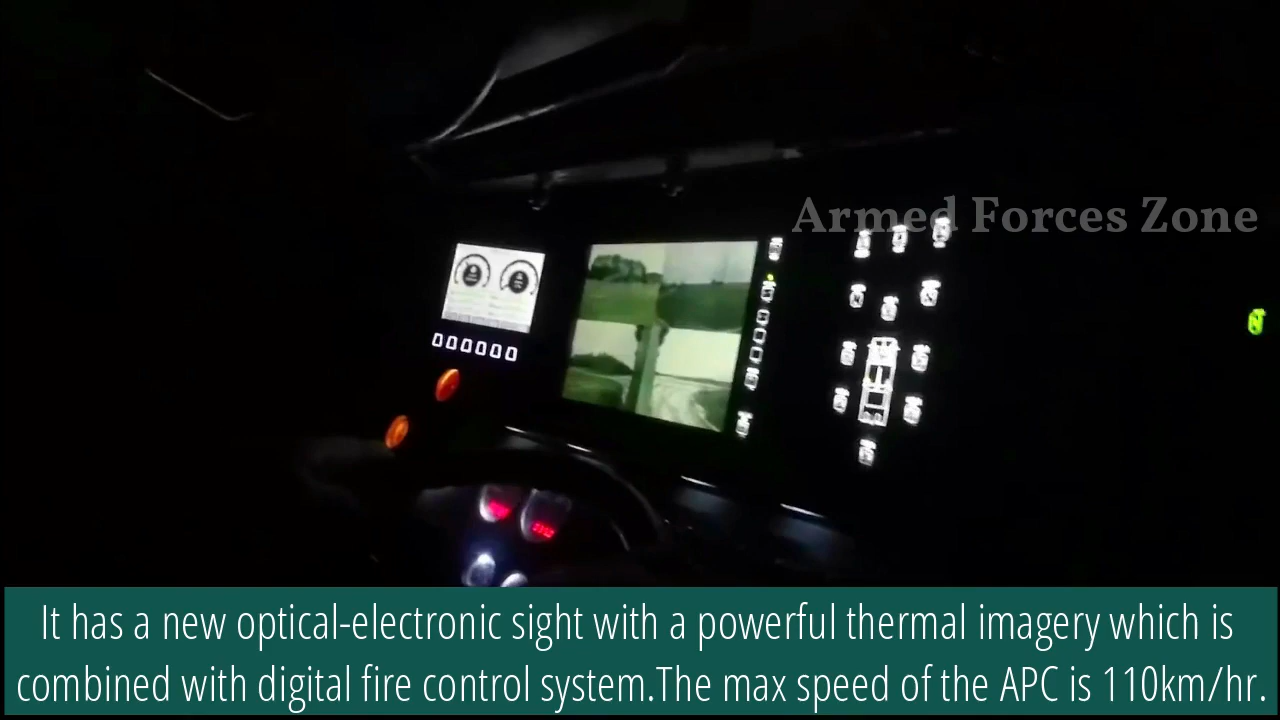 Armed Forces Zone
It has a new optical-electronic sight with a powerful thermal imagery which is
combined with digital fire control system.The max speed of the APC is 110km/hr.